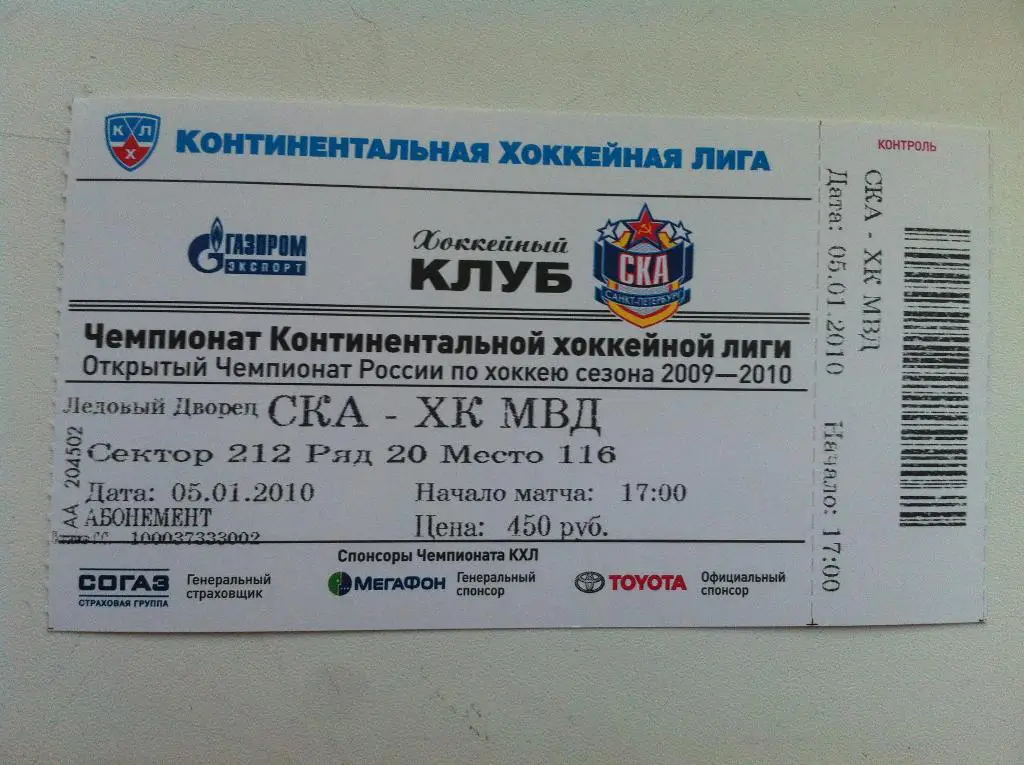 КХЛ
КОНТИНЕНТАЛЬНАЯ ХОККЕЙНАЯ ЛИГА
ГАЗПРОМ
ЭКСПОРТ
Хоккейный
КЛУБ
СКА
САНКТ-ПЕТЕРБУРГ
Чемпионат Континентальной хоккейной лиги
Открытый Чемпионат России по хоккею сезона 2009—2010
Ледовый Дворец СКА - ХК МВД
Сектор 212 Ряд 20 Место 116
Дата: 05.01.2010 Начало матча: 17:00
АБОНЕМЕНТ Цена: 450 руб.
100037333002
АА 204502
Спонсоры Чемпионата КХЛ
СОГАЗ
СТРАХОВАЯ ГРУППА
Генеральный
страховщик
МЕГАФОН
Генеральный
спонсор
TOYOTA
Официальный
спонсор
КОНТРОЛЬ
СКА - ХК МВД
Дата: 05.01.2010 Начало: 17:00